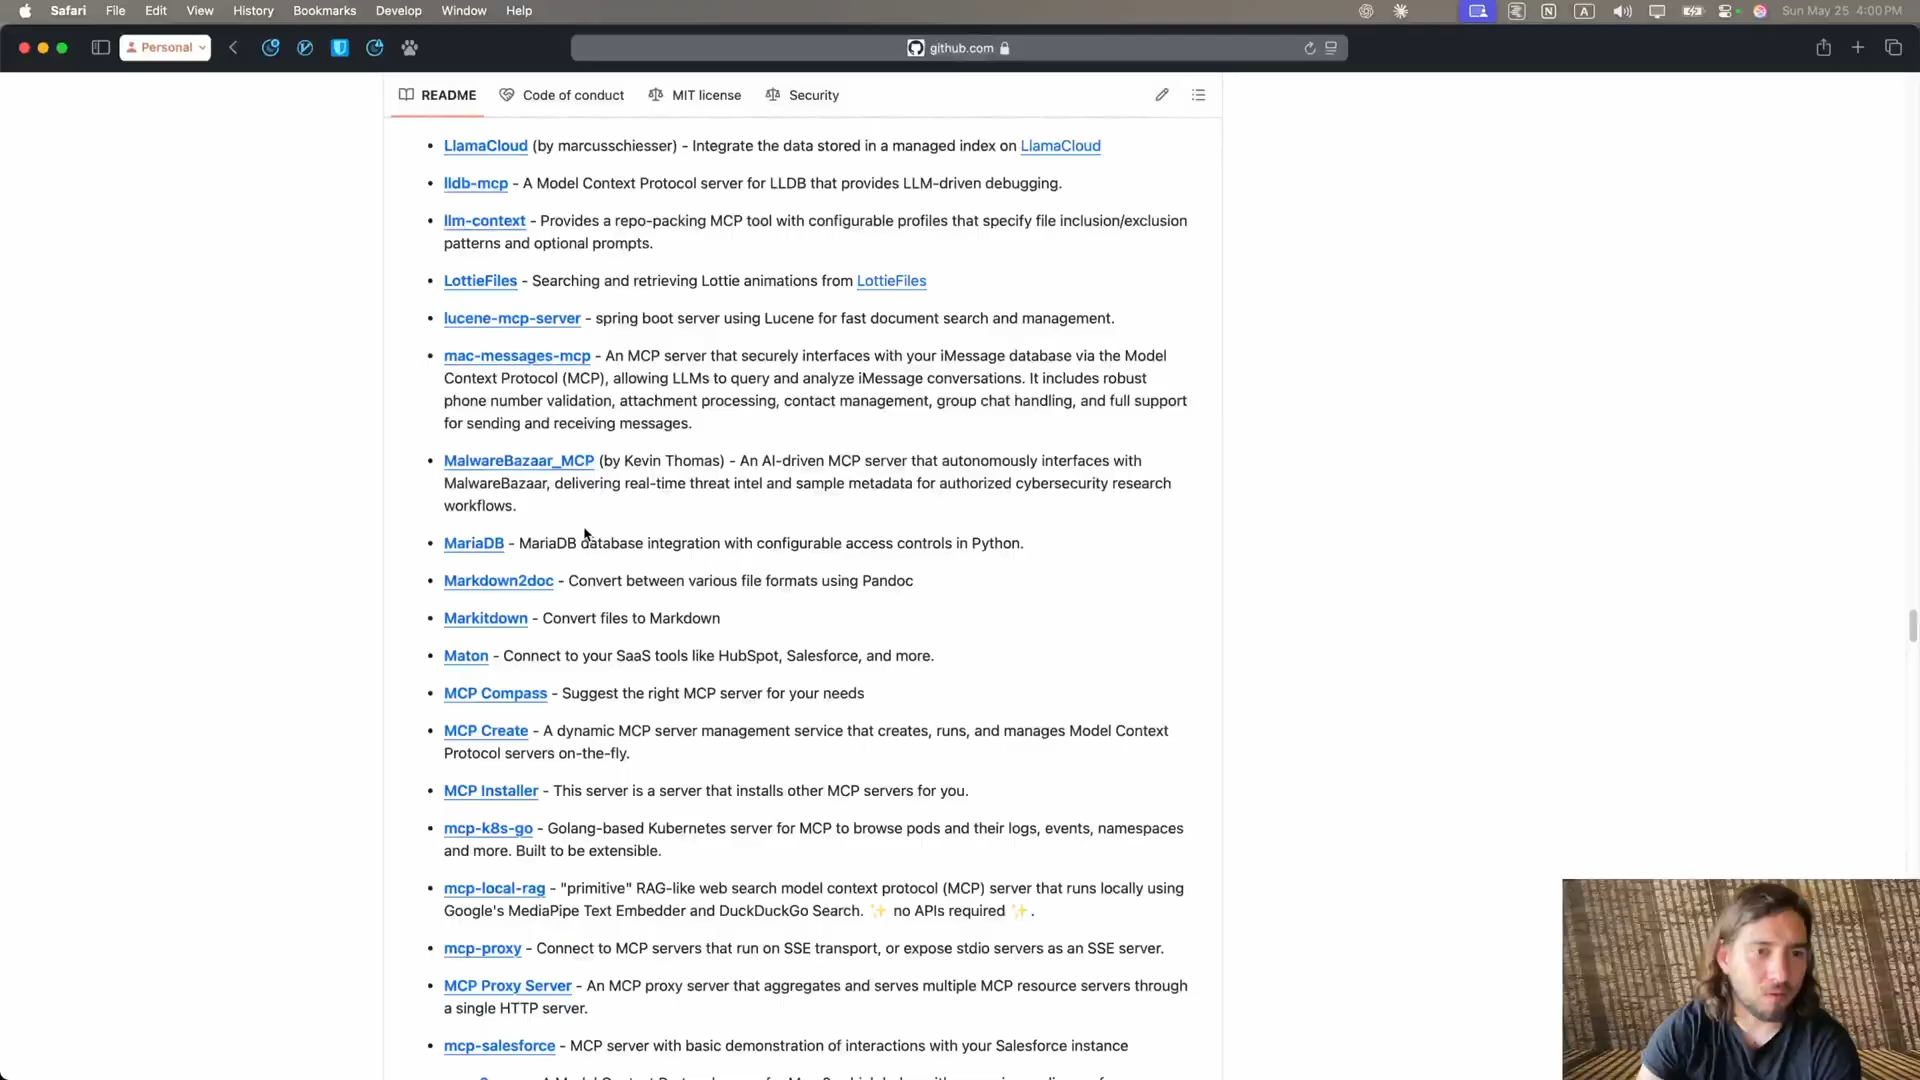 Safari File Edit View History Bookmarks Develop Window Help Sun May 25 4:00 PM
Personal github.com
README Code of conduct MIT license Security
• LlamaCloud (by marcusschiesser) - Integrate the data stored in a managed index on LlamaCloud
• lldb-mcp - A Model Context Protocol server for LLDB that provides LLM-driven debugging.
• llm-context - Provides a repo-packing MCP tool with configurable profiles that specify file inclusion/exclusion
patterns and optional prompts.
• LottieFiles - Searching and retrieving Lottie animations from LottieFiles
• lucene-mcp-server - spring boot server using Lucene for fast document search and management.
• mac-messages-mcp - An MCP server that securely interfaces with your iMessage database via the Model
Context Protocol (MCP), allowing LLMs to query and analyze iMessage conversations. It includes robust
phone number validation, attachment processing, contact management, group chat handling, and full support
for sending and receiving messages.
• MalwareBazaar_MCP (by Kevin Thomas) - An AI-driven MCP server that autonomously interfaces with
MalwareBazaar, delivering real-time threat intel and sample metadata for authorized cybersecurity research
workflows.
• MariaDB - MariaDB database integration with configurable access controls in Python.
• Markdown2doc - Convert between various file formats using Pandoc
• Markitdown - Convert files to Markdown
• Maton - Connect to your SaaS tools like HubSpot, Salesforce, and more.
• MCP Compass - Suggest the right MCP server for your needs
• MCP Create - A dynamic MCP server management service that creates, runs, and manages Model Context
Protocol servers on-the-fly.
• MCP Installer - This server is a server that installs other MCP servers for you.
• mcp-k8s-go - Golang-based Kubernetes server for MCP to browse pods and their logs, events, namespaces
and more. Built to be extensible.
• mcp-local-rag - "primitive" RAG-like web search model context protocol (MCP) server that runs locally using
Google's MediaPipe Text Embedder and DuckDuckGo Search. ✨ no APIs required ✨.
• mcp-proxy - Connect to MCP servers that run on SSE transport, or expose stdio servers as an SSE server.
• MCP Proxy Server - An MCP proxy server that aggregates and serves multiple MCP resource servers through
a single HTTP server.
• mcp-salesforce - MCP server with basic demonstration of interactions with your Salesforce instance